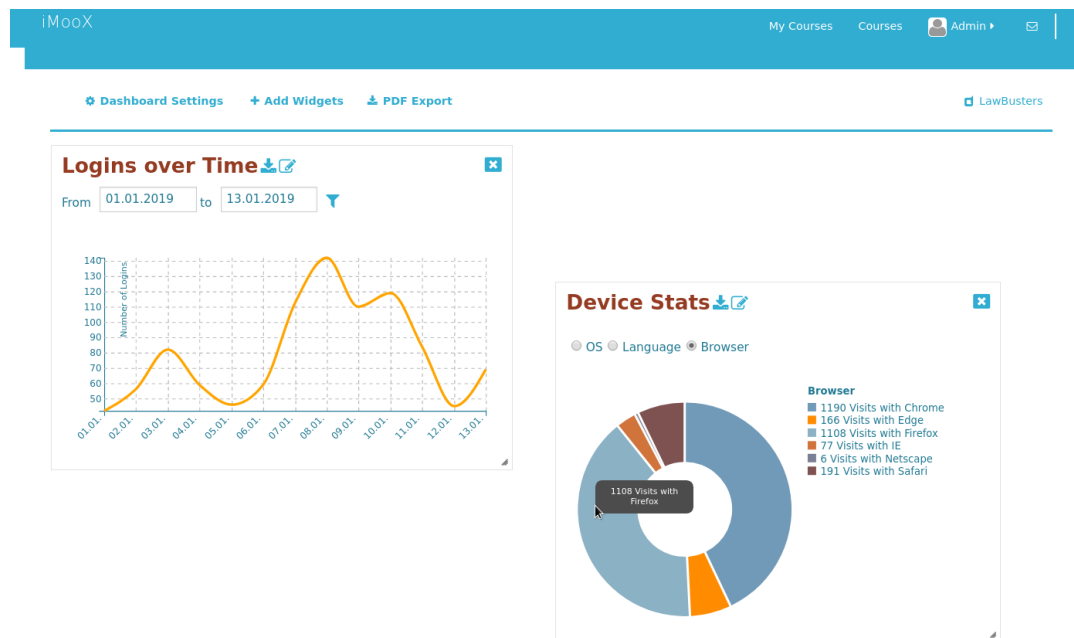 iMooX
My Courses Courses Admin
Dashboard Settings Add Widgets PDF Export LawBusters
Logins over Time
From 01.01.2019 to 13.01.2019
Number of Logins
140
130
120
110
100
90
80
70
60
50
01.01. 02.01. 03.01. 04.01. 05.01. 06.01. 07.01. 08.01. 09.01. 10.01. 11.01. 12.01. 13.01.
Device Stats
OS Language Browser
Browser
1190 Visits with Chrome
166 Visits with Edge
1108 Visits with Firefox
77 Visits with IE
6 Visits with Netscape
191 Visits with Safari
1108 Visits with
Firefox